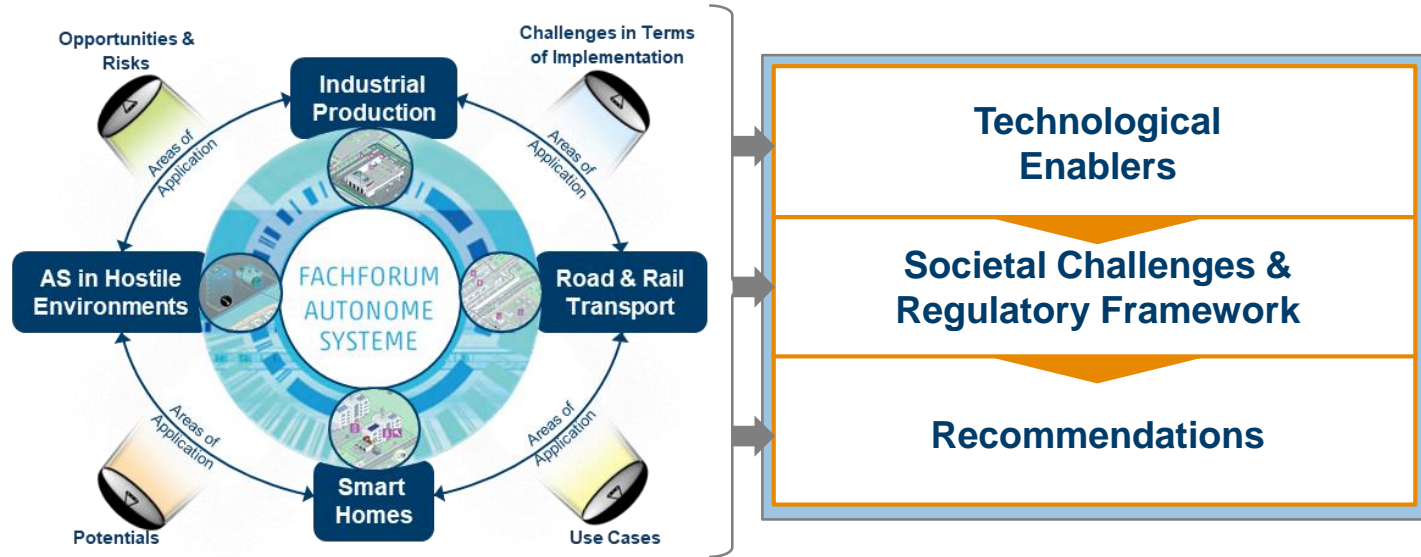 Opportunities &
Risks
Challenges in Terms
of Implementation
Industrial
Production
Areas of
Application
Areas of
Application
AS in Hostile
Environments
FACHFORUM
AUTONOME
SYSTEME
Road & Rail
Transport
Areas of
Application
Areas of
Application
Smart
Homes
Potentials
Use Cases
Technological
Enablers
Societal Challenges &
Regulatory Framework
Recommendations